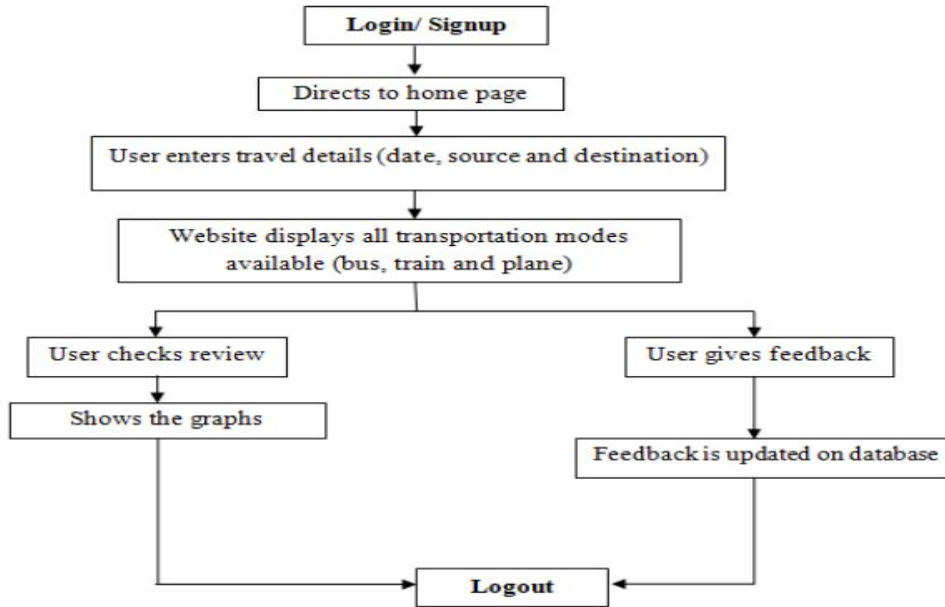 Login/ Signup
Directs to home page
User enters travel details (date, source and destination)
Website displays all transportation modes
available (bus, train and plane)
User checks review
User gives feedback
Shows the graphs
Feedback is updated on database
Logout